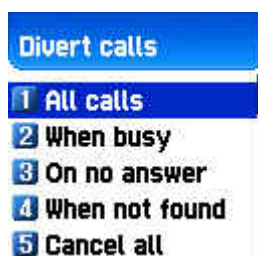 Divert calls
1 All calls
2 When busy
3 On no answer
4 When not found
5 Cancel all